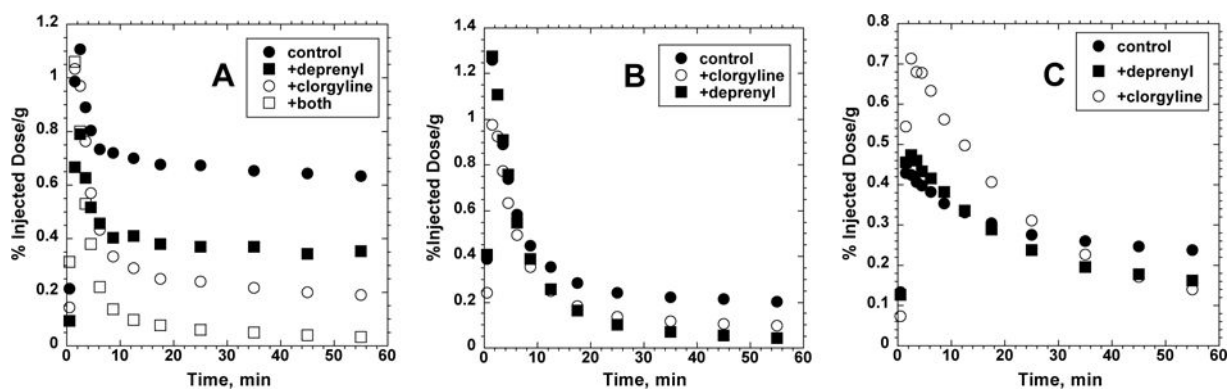 A
control
+deprenyl
+clorgyline
+both
% Injected Dose/g
1.2
1
0.8
0.6
0.4
0.2
0
0 10 20 30 40 50 60
Time, min
B
control
+clorgyline
+deprenyl
%Injected Dose/g
1.4
1.2
1.0
0.8
0.6
0.4
0.2
0
0 10 20 30 40 50 60
Time, min
C
control
+deprenyl
+clorgyline
% Injected Dose/g
0.8
0.7
0.6
0.5
0.4
0.3
0.2
0.1
0
0 10 20 30 40 50 60
Time, min